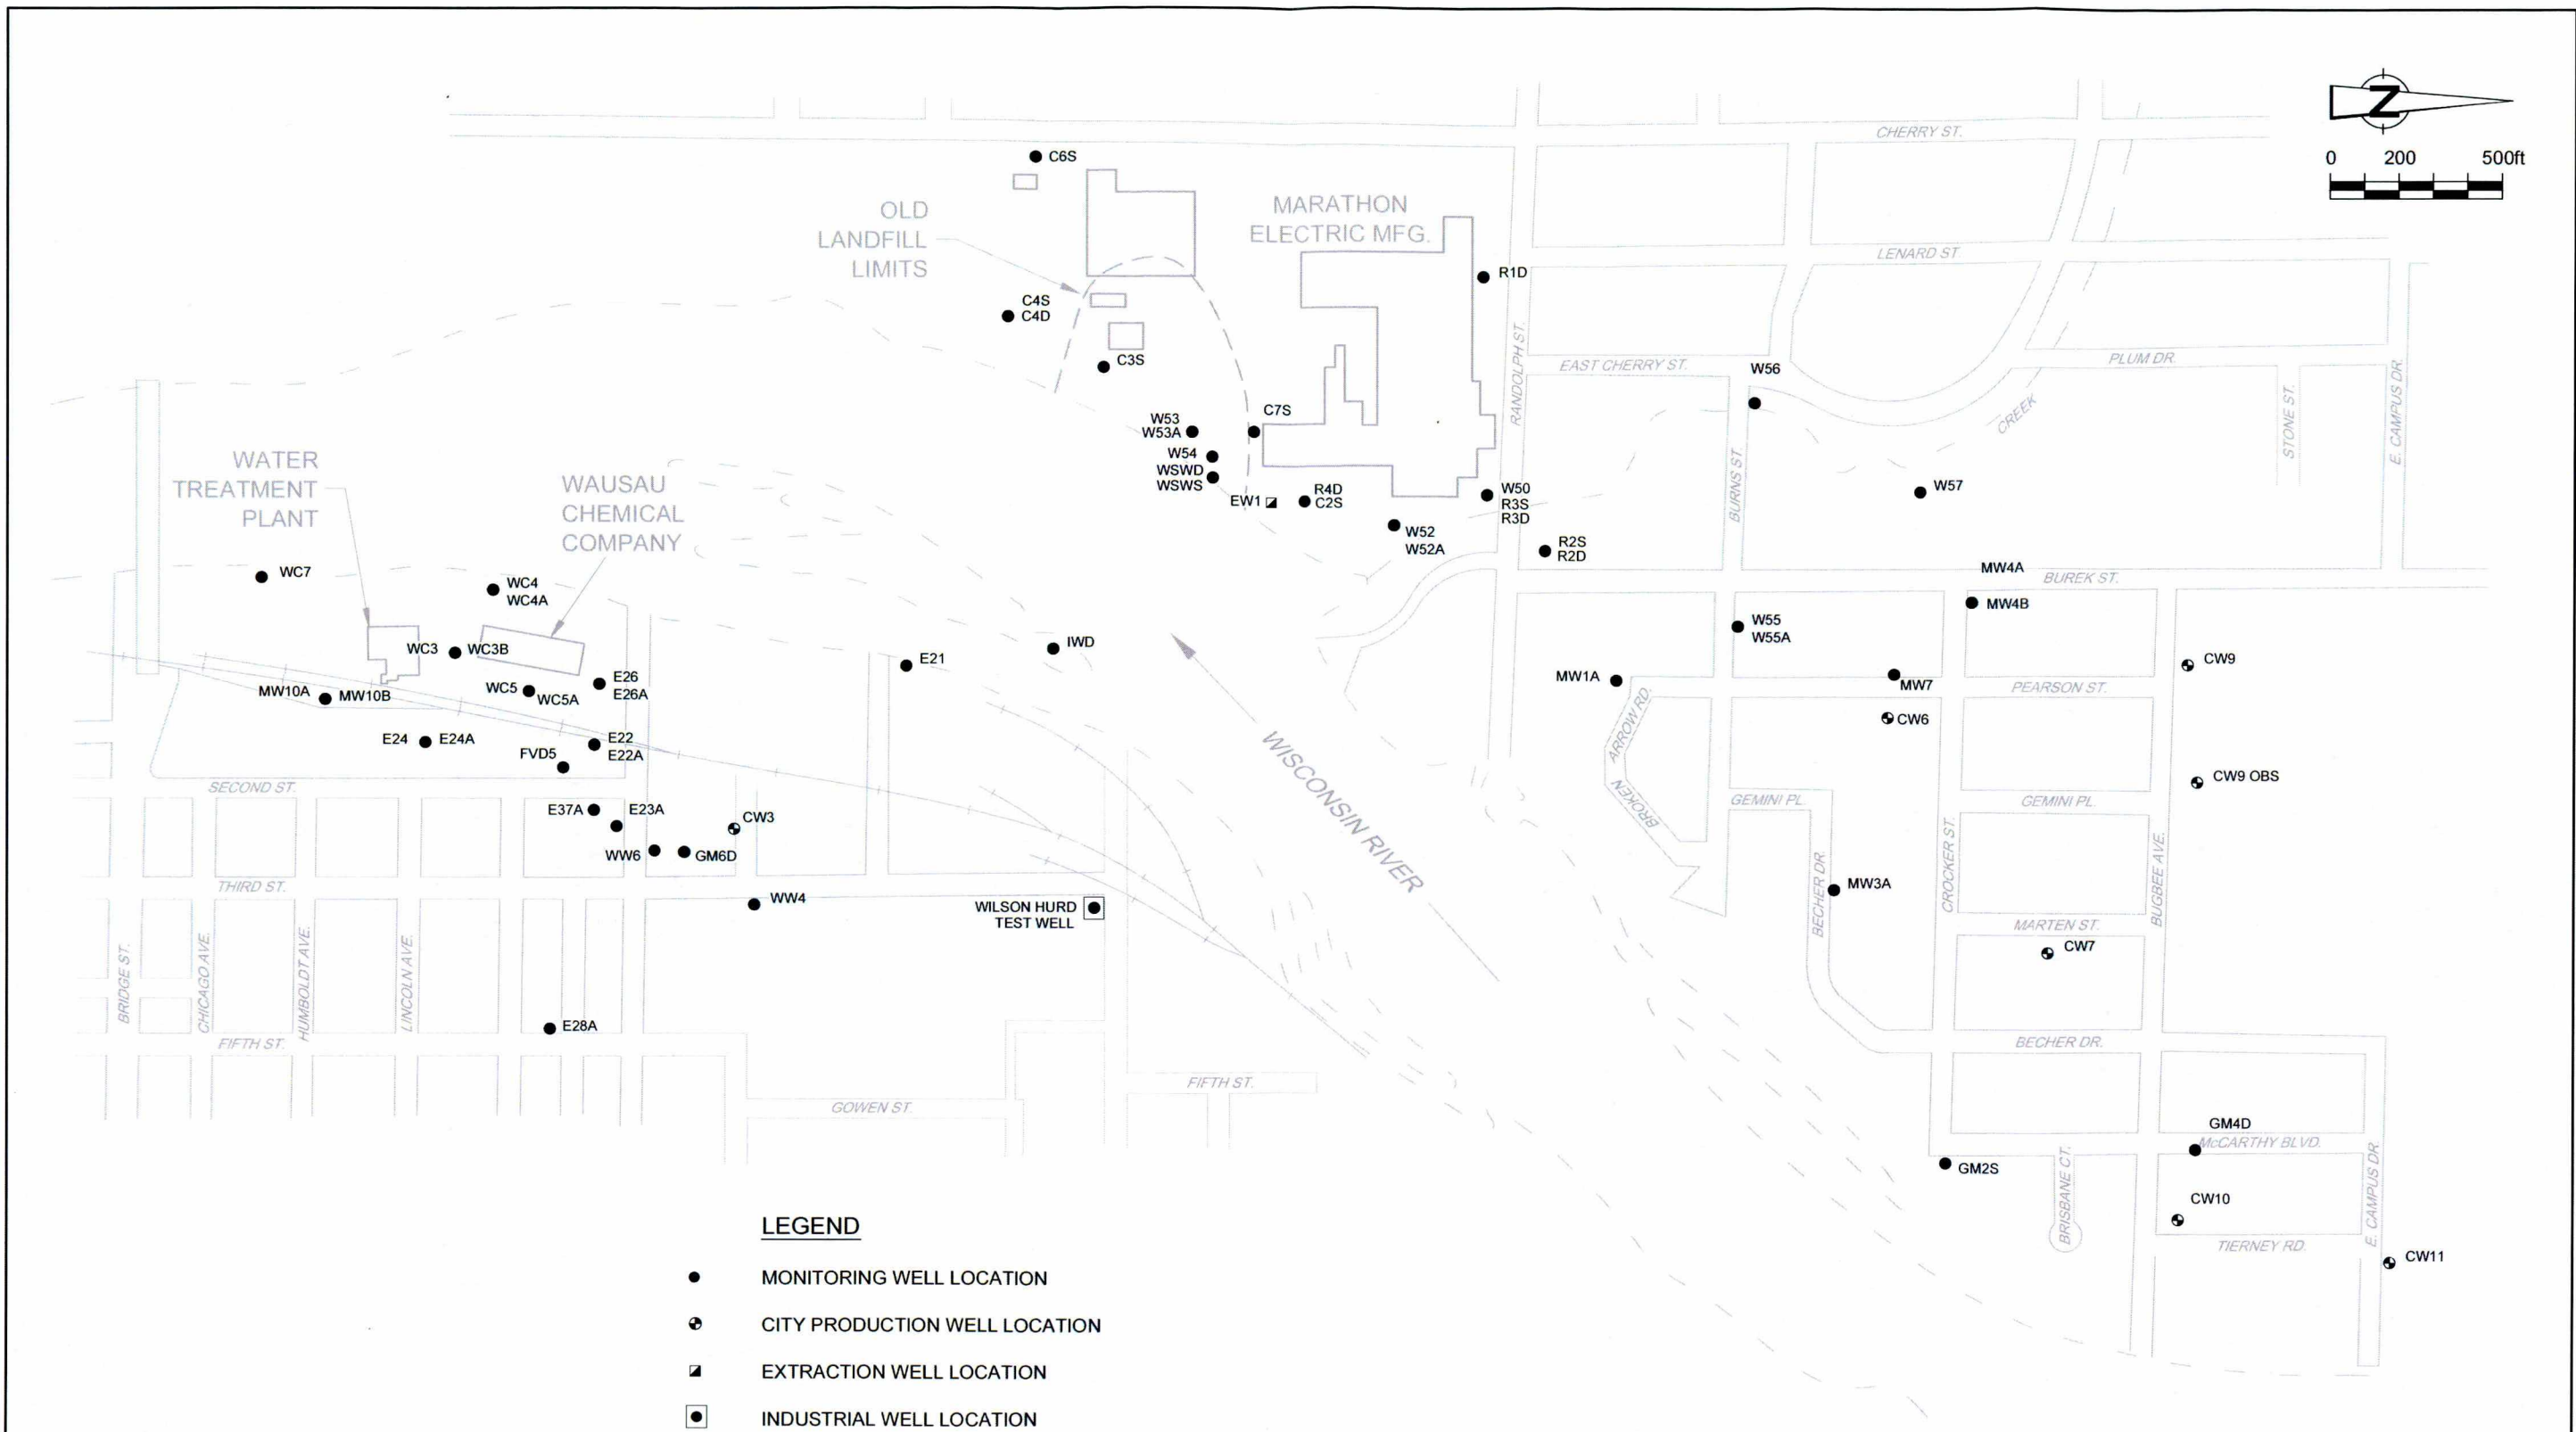 Z
0 200 500ft
CHERRY ST.
C6S
OLD
LANDFILL
LIMITS
MARATHON
ELECTRIC MFG.
LENARD ST
R1D
C4S
C4D
C3S
RANDOLPH ST.
EAST CHERRY ST.
W56
PLUM DR.
E. CAMPUS DR.
STONE ST.
CREEK
W53
W53A
C7S
W54
WSWD
WSWS
EW1
R4D
C2S
W50
R3S
R3D
W52
W52A
R2S
R2D
BURNS ST.
W57
WATER
TREATMENT
PLANT
WAUSAU
CHEMICAL
COMPANY
WC7
WC4
WC4A
WC3
WC3B
WC5
WC5A
E26
E26A
MW10A
MW10B
E24
E24A
FVD5
E22
E22A
E21
IWD
MW4A
BUREK ST.
MW4B
W55
W55A
MW1A
MW7
PEARSON ST.
CW9
CW6
CW9 OBS
ARROW RD.
BROKEN
GEMINI PL.
GEMINI PL.
SECOND ST.
E37A
E23A
CW3
WW6
GM6D
THIRD ST.
WW4
WILSON HURD
TEST WELL
WISCONSIN RIVER
BECHER DR.
MW3A
CROCKER ST.
BUGBEE AVE.
MARTEN ST.
CW7
BRIDGE ST.
CHICAGO AVE.
HUMBOLDT AVE.
LINCOLN AVE.
E28A
FIFTH ST.
FIFTH ST.
GOWEN ST.
BECHER DR.
GM4D
McCARTHY BLVD.
GM2S
BRISBANE CT.
CW10
TIERNEY RD.
E. CAMPUS DR.
CW11
LEGEND
MONITORING WELL LOCATION
CITY PRODUCTION WELL LOCATION
EXTRACTION WELL LOCATION
INDUSTRIAL WELL LOCATION